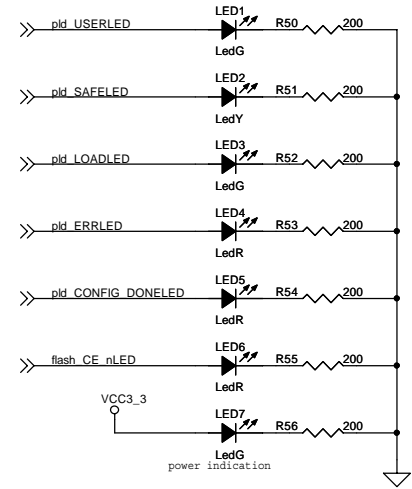 LED1
pld_USERLED R50 200
LedG
LED2
pld_SAFELED R51 200
LedY
LED3
pld_LOADLED R52 200
LedG
LED4
pld_ERRLED R53 200
LedR
LED5
pld_CONFIG_DONELED R54 200
LedR
LED6
flash_CE_nLED R55 200
LedR
VCC3_3
LED7
R56 200
LedG
power indication